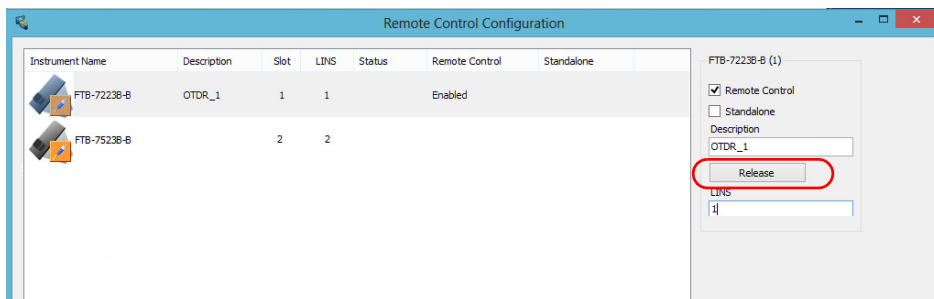 Remote Control Configuration
Instrument Name Description Slot LINS Status Remote Control Standalone
FTB-7223B-B OTDR_1 1 1 Enabled
FTB-7523B-B 2 2
FTB-7223B-B (1)
Remote Control
Standalone
Description
OTDR_1
Release
LINS
1